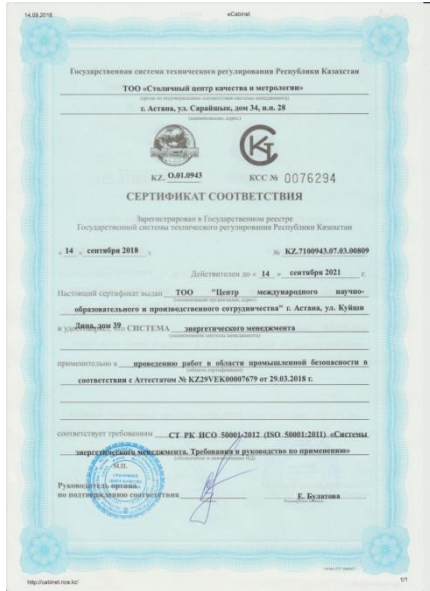 14.09.2018 eCabinet
Государственная система технического регулирования Республики Казахстан
ТОО «Столичный центр качества и метрологии»
г. Астана, ул. Сарайшык, дом 34, н.п. 28
(наименование, адрес)
KZ. O.01.0943 КСС № 0076294
СЕРТИФИКАТ СООТВЕТСТВИЯ
Зарегистрирован в Государственном реестре
Государственной системы технического регулирования Республики Казахстан
« 14 » сентября 2018 г. № KZ.7100943.07.03.00809
Действителен до « 14 » сентября 2021 г.
Настоящий сертификат выдан ТОО "Центр международного научно-
образовательного и производственного сотрудничества" г. Астана, ул. Куйши
Дина, дом 39
и удостоверяет, что СИСТЕМА энергетического менеджмента
применительно к проведению работ в области промышленной безопасности в
(область сертификации)
соответствии с Аттестатом № KZ29VEK00007679 от 29.03.2018 г.
соответствует требованиям СТ РК ИСО 50001-2012 (ISO 50001:2011) «Системы
энергетического менеджмента. Требования и руководство по применению»
М.П.
Руководитель органа
по подтверждению соответствия Е. Булатова
http://cabinet.nca.kz/ 1/1